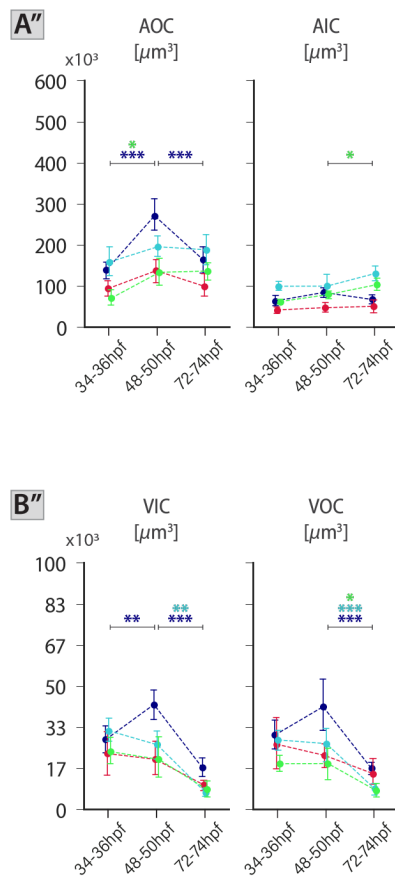 A″
AOC
[µm³]
AIC
[µm³]
x10³
600
500
400
300
200
100
0
*
***
***
*
34-36hpf
48-50hpf
72-74hpf
34-36hpf
48-50hpf
72-74hpf
B″
VIC
[µm³]
VOC
[µm³]
x10³
100
83
67
50
33
17
0
**
**
***
*
***
***
34-36hpf
48-50hpf
72-74hpf
34-36hpf
48-50hpf
72-74hpf